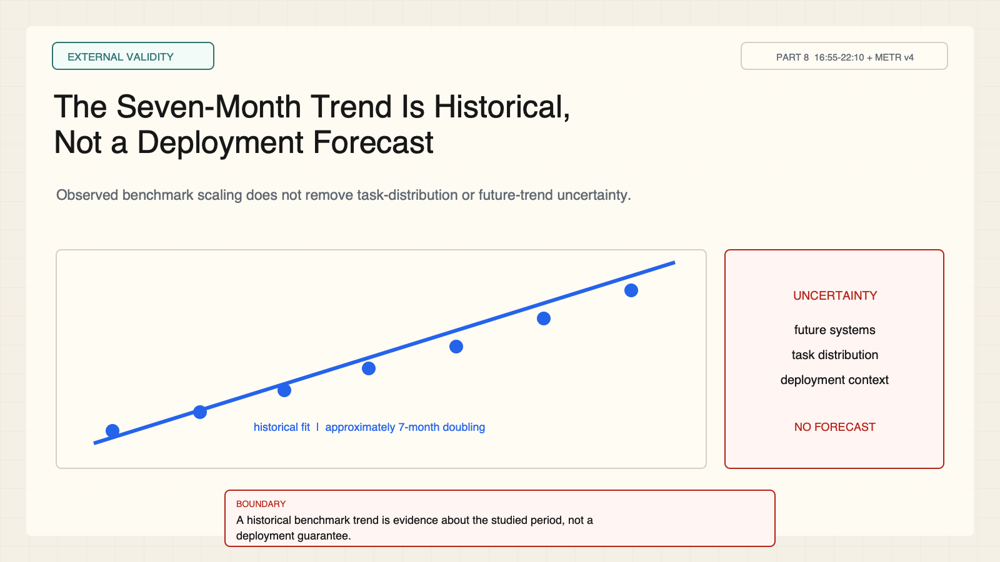 EXTERNAL VALIDITY
PART 8 16:55-22:10 + METR v4
The Seven-Month Trend Is Historical,
Not a Deployment Forecast
Observed benchmark scaling does not remove task-distribution or future-trend uncertainty.
historical fit | approximately 7-month doubling
UNCERTAINTY
future systems
task distribution
deployment context
NO FORECAST
BOUNDARY
A historical benchmark trend is evidence about the studied period, not a
deployment guarantee.